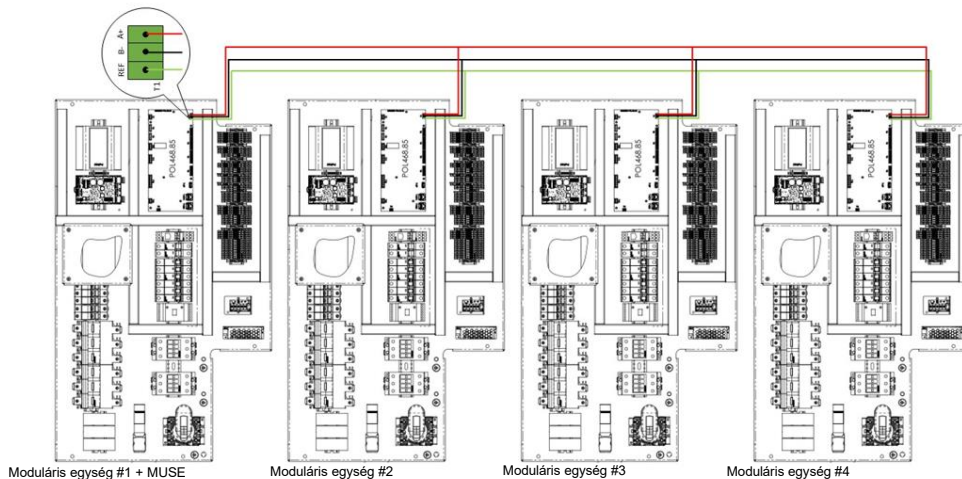 A+
B-
REF
T1
POL468.85
POL468.85
POL468.85
POL468.85
Moduláris egység #1 + MUSE
Moduláris egység #2
Moduláris egység #3
Moduláris egység #4